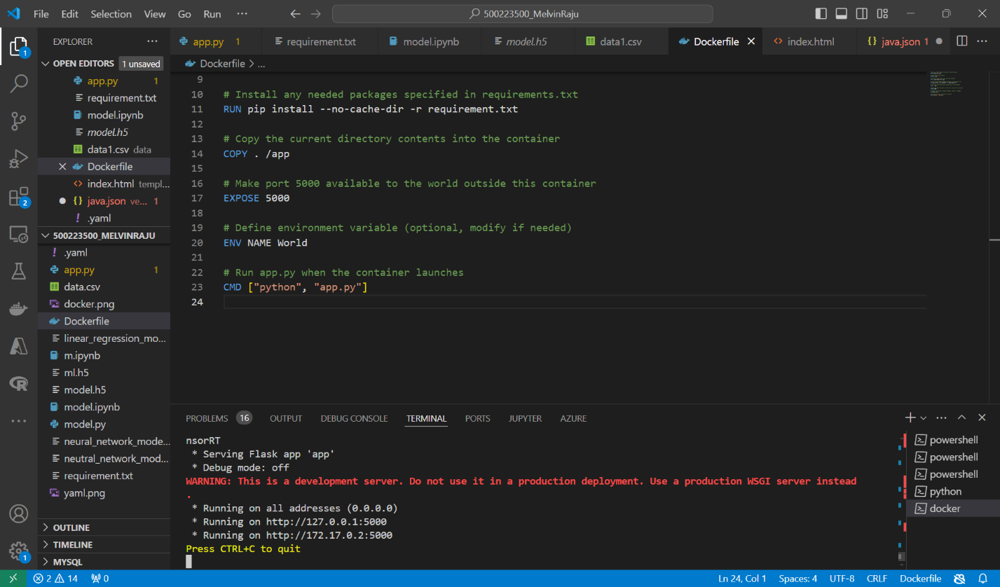 File Edit Selection View Go Run ··· 500223500_MelvinRaju
EXPLORER ···
app.py 1 requirement.txt model.ipynb model.h5 data1.csv Dockerfile index.html {} java.json 1 ···
OPEN EDITORS 1 unsaved
app.py 1
requirement.txt
model.ipynb
model.h5
data1.csv data
Dockerfile
index.html templ...
{} java.json ve... 1
! .yaml
500223500_MELVINRAJU
! .yaml
app.py 1
data.csv
docker.png
Dockerfile
linear_regression_mo...
m.ipynb
ml.h5
model.h5
model.ipynb
model.py
neural_network_mode...
neutral_network_mod...
requirement.txt
yaml.png
OUTLINE
TIMELINE
MYSQL
1
2
1
Dockerfile > ...
9
10 # Install any needed packages specified in requirements.txt
11 RUN pip install --no-cache-dir -r requirement.txt
12
13 # Copy the current directory contents into the container
14 COPY . /app
15
16 # Make port 5000 available to the world outside this container
17 EXPOSE 5000
18
19 # Define environment variable (optional, modify if needed)
20 ENV NAME World
21
22 # Run app.py when the container launches
23 CMD ["python", "app.py"]
24
PROBLEMS 16 OUTPUT DEBUG CONSOLE TERMINAL PORTS JUPYTER AZURE
nsorRT
* Serving Flask app 'app'
* Debug mode: off
WARNING: This is a development server. Do not use it in a production deployment. Use a production WSGI server instead
.
* Running on all addresses (0.0.0.0)
* Running on http://127.0.0.1:5000
* Running on http://172.17.0.2:5000
Press CTRL+C to quit
powershell
powershell
powershell
python
docker
2 14 0 Ln 24, Col 1 Spaces: 4 UTF-8 CRLF Dockerfile